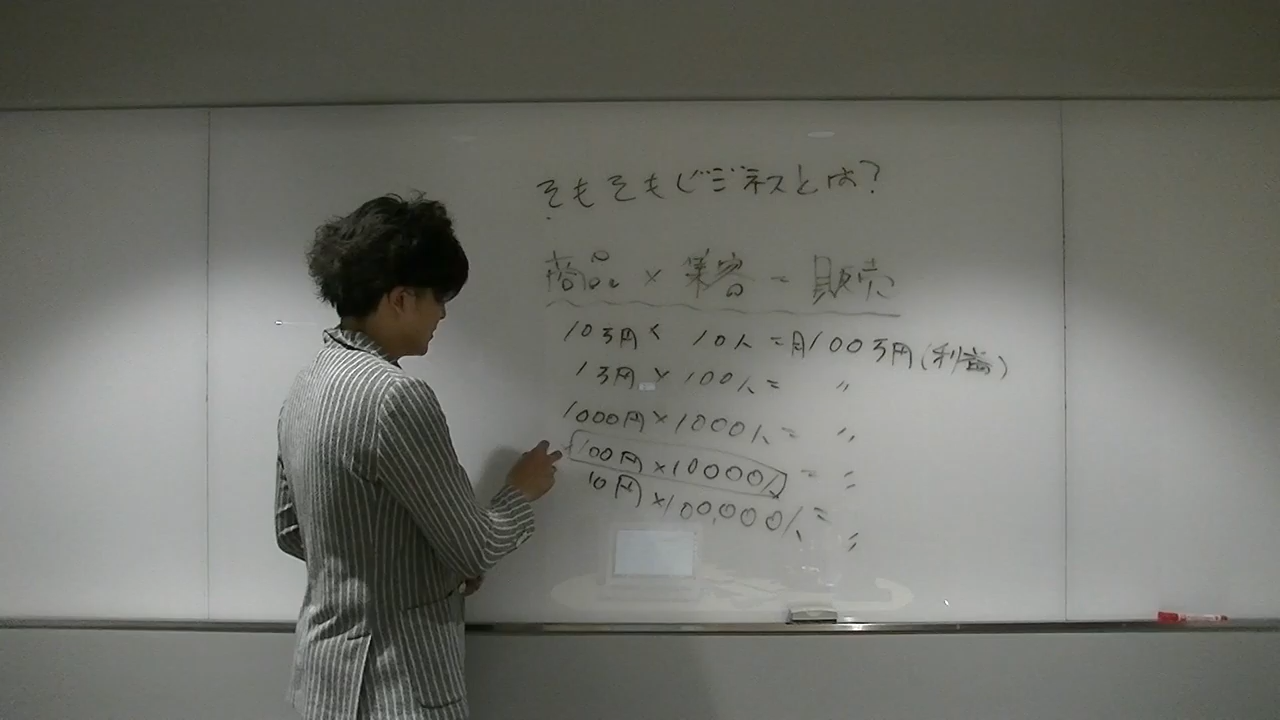 そもそもビジネスとは?
商品 × 集客 = 販売
10万円 × 10人 = 月100万円(利益)
1万円 × 100人 = 〃
1000円 × 1000人 = 〃
100円 × 10000人 = 〃
10円 × 100,000人 = 〃